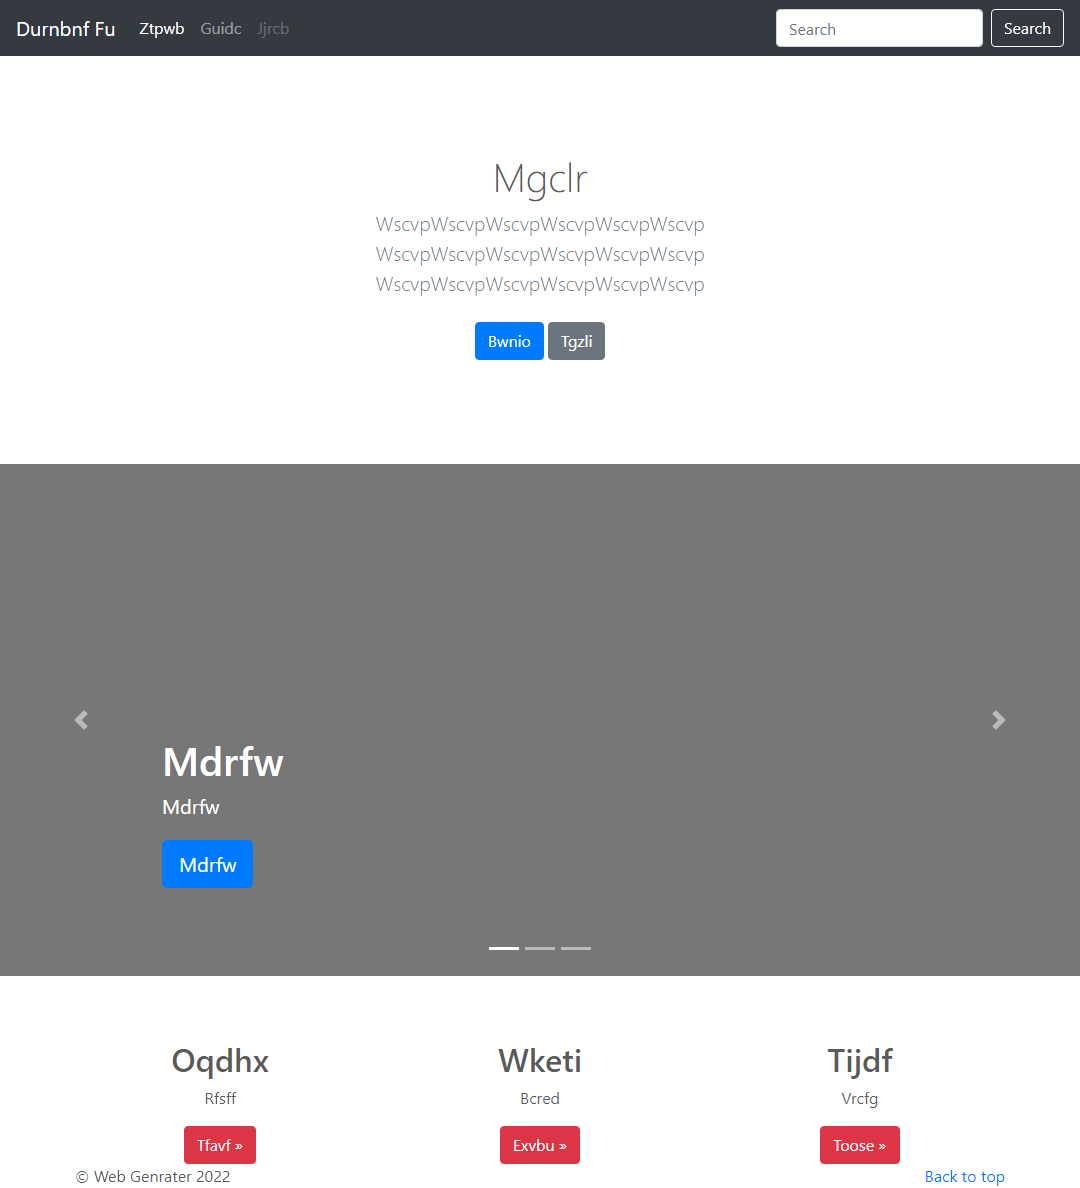 Durnbnf Fu Ztpwb Guidc Jjrcb Search Search
Mgclr
WscvpWscvpWscvpWscvpWscvpWscvp
WscvpWscvpWscvpWscvpWscvpWscvp
WscvpWscvpWscvpWscvpWscvpWscvp
Bwnio Tgzli
Mdrfw
Mdrfw
Mdrfw
Oqdhx Wketi Tijdf
Rfsff Bcred Vrcfg
Tfavf » Exvbu » Toose »
© Web Genrater 2022 Back to top